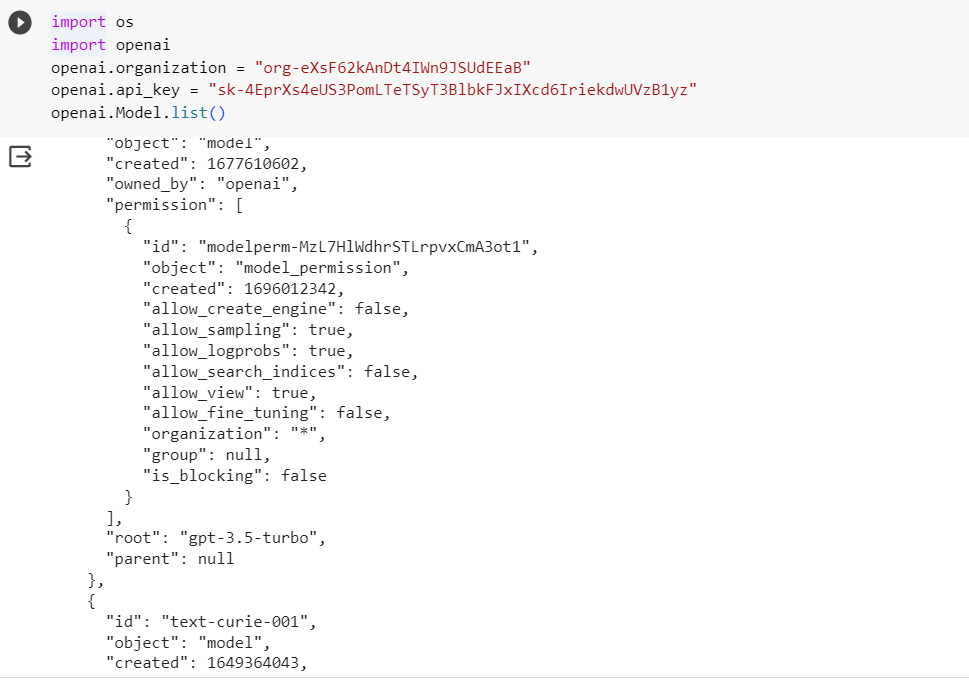 import os
import openai
openai.organization = "org-eXsF62kAnDt4IWn9JSUdEEaB"
openai.api_key = "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"
openai.Model.list()
"object": "model",
"created": 1677610602,
"owned_by": "openai",
"permission": [
{
"id": "modelperm-MzL7HlWdhrSTLrpvxCmA3ot1",
"object": "model_permission",
"created": 1696012342,
"allow_create_engine": false,
"allow_sampling": true,
"allow_logprobs": true,
"allow_search_indices": false,
"allow_view": true,
"allow_fine_tuning": false,
"organization": "*",
"group": null,
"is_blocking": false
}
],
"root": "gpt-3.5-turbo",
"parent": null
},
{
"id": "text-curie-001",
"object": "model",
"created": 1649364043,